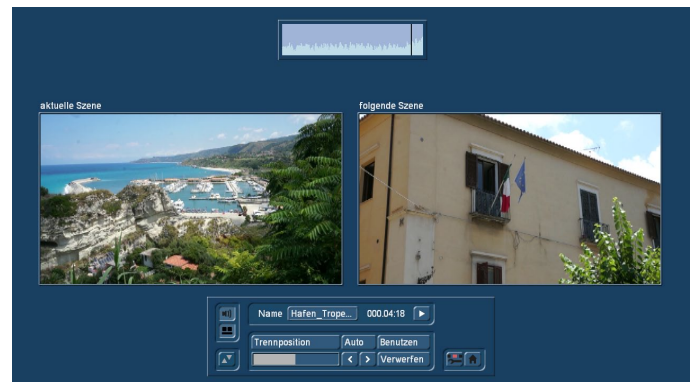 aktuelle Szene
folgende Szene
Name Hafen_Trope... 000.04:18
Trennposition Auto Benutzen
< > Verwerfen